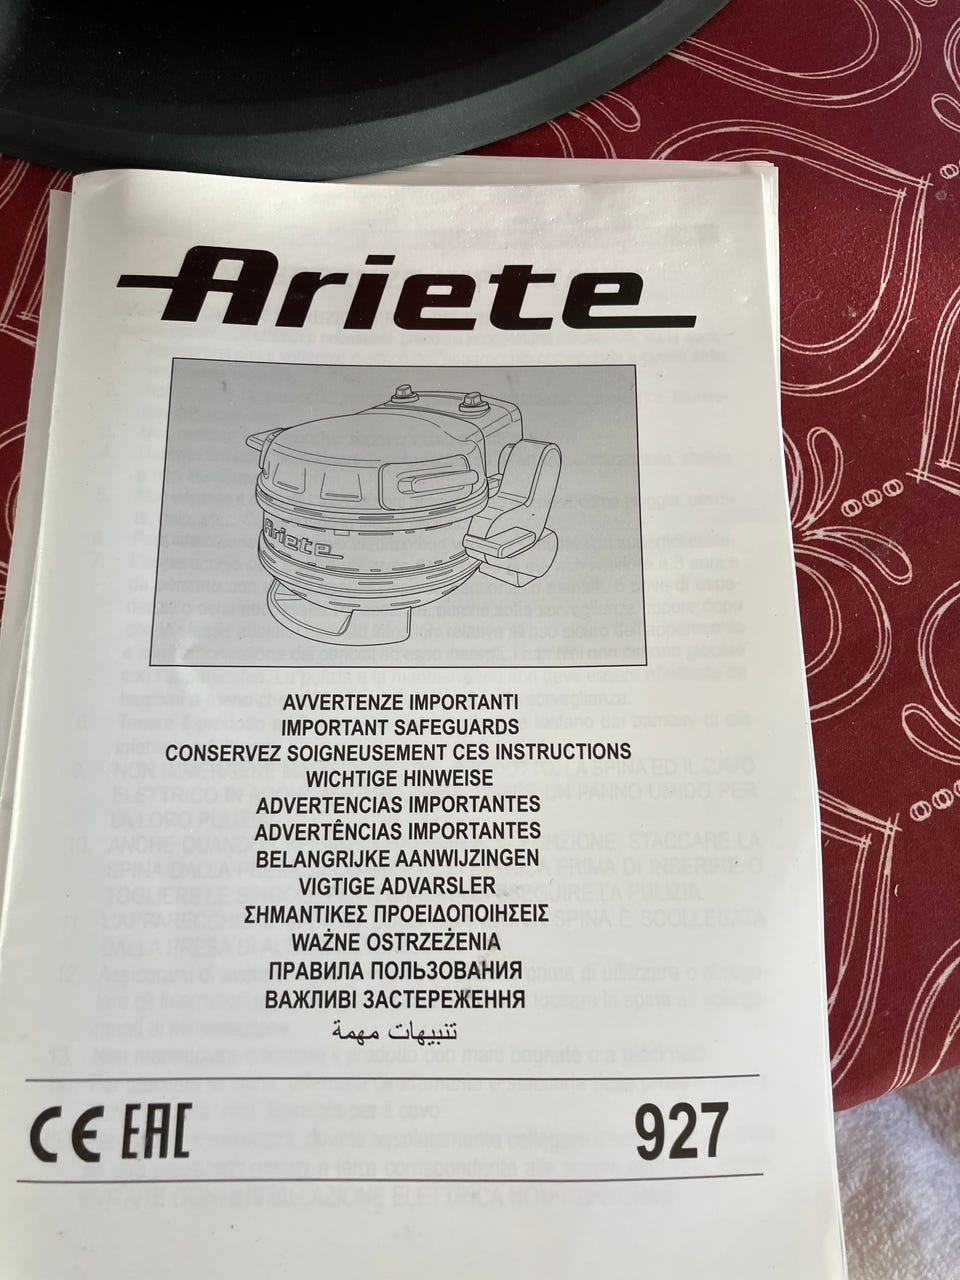 Ariete
Ariete
AVVERTENZE IMPORTANTI
IMPORTANT SAFEGUARDS
CONSERVEZ SOIGNEUSEMENT CES INSTRUCTIONS
WICHTIGE HINWEISE
ADVERTENCIAS IMPORTANTES
ADVERTÊNCIAS IMPORTANTES
BELANGRIJKE AANWIJZINGEN
VIGTIGE ADVARSLER
ΣΗΜΑΝΤΙΚΕΣ ΠΡΟΕΙΔΟΠΟΙΗΣΕΙΣ
WAŻNE OSTRZEŻENIA
ПРАВИЛА ПОЛЬЗОВАНИЯ
ВАЖЛИВІ ЗАСТЕРЕЖЕННЯ
تنبيهات مهمة
CE EAC 927